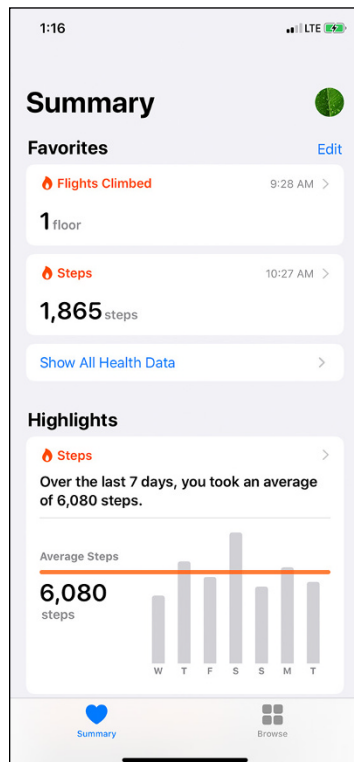 1:16 LTE
Summary
Favorites Edit
Flights Climbed 9:28 AM
1 floor
Steps 10:27 AM
1,865 steps
Show All Health Data
Highlights
Steps
Over the last 7 days, you took an average
of 6,080 steps.
Average Steps
6,080
steps
W T F S S M T
Summary Browse